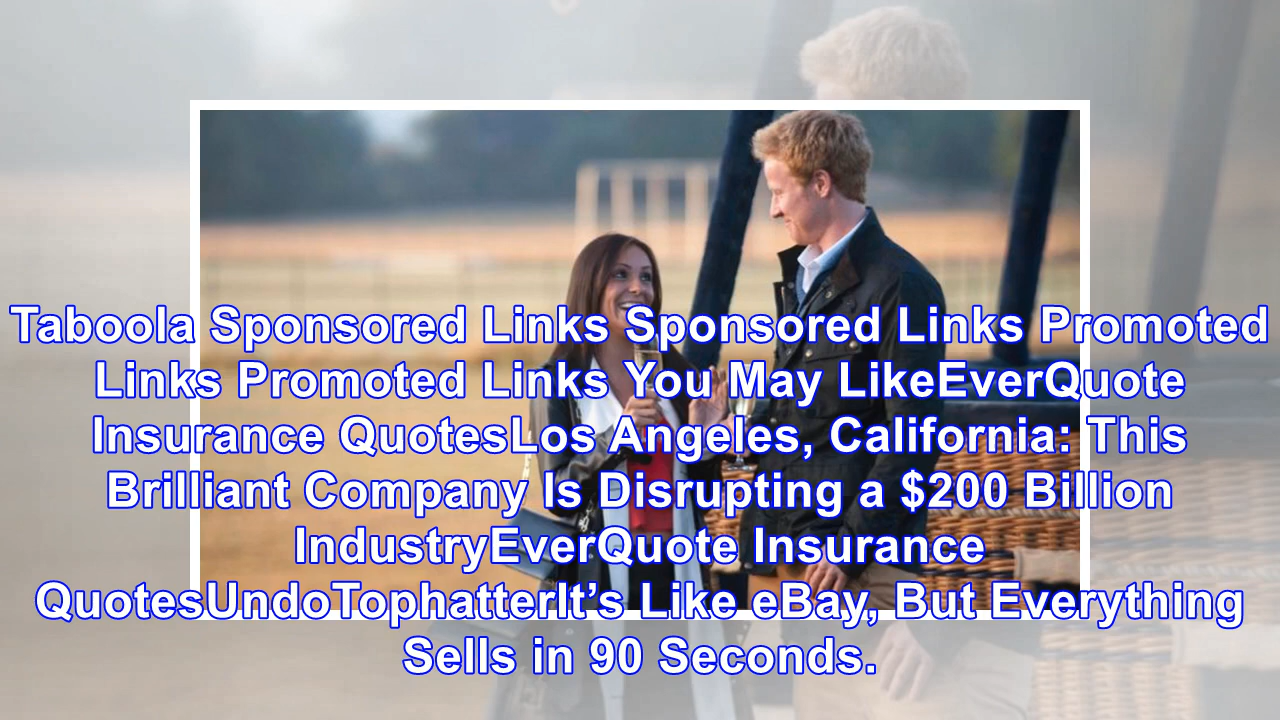 Taboola Sponsored Links Sponsored Links Promoted
Links Promoted Links You May LikeEverQuote
Insurance QuotesLos Angeles, California: This
Brilliant Company Is Disrupting a $200 Billion
IndustryEverQuote Insurance
QuotesUndoTophatterIt’s Like eBay, But Everything
Sells in 90 Seconds.